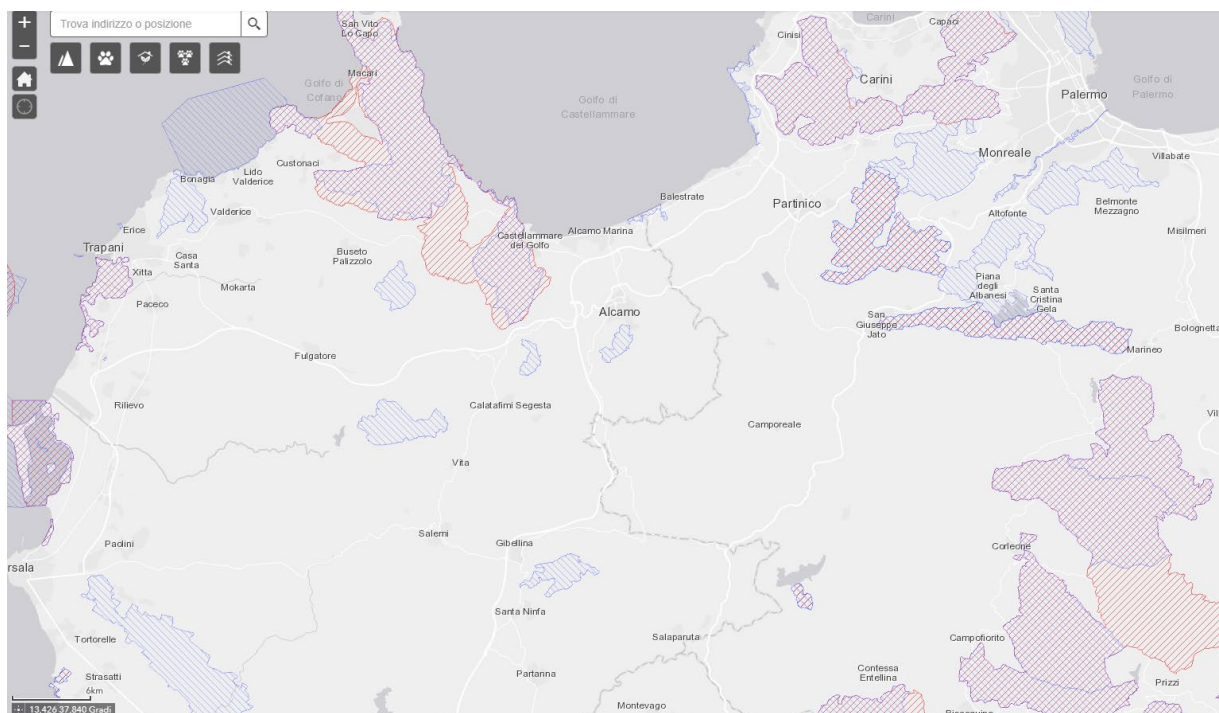 +
−
Trova indirizzo o posizione
San Vito
Lo Capo
Macari
Golfo di
Cofano
Golfo di
Castellammare
Carini
Capaci
Cinisi
Carini
Palermo
Golfo di
Palermo
Monreale
Villabate
Custonaci
Lido
Valderice
Bonagia
Valderice
Erice
Trapani
Casa
Santa
Xitta
Mokarta
Paceco
Buseto
Palizzolo
Castellammare
del Golfo
Alcamo Marina
Balestrate
Partinico
Altofonte
Belmonte
Mezzagno
Misilmeri
Piana
degli
Albanesi
Santa
Cristina
Gela
San
Giuseppe
Jato
Bolognetta
Marineo
Alcamo
Fulgatore
Calatafimi Segesta
Camporeale
Rilievo
Vil
Vita
Salemi
Gibellina
Corleone
Paolini
rsala
Santa Ninfa
Salaparuta
Campofiorito
Tortorelle
Strasatti
Partanna
Contessa
Entellina
Prizzi
Montevago
6km
13.426 37.840 Gradi